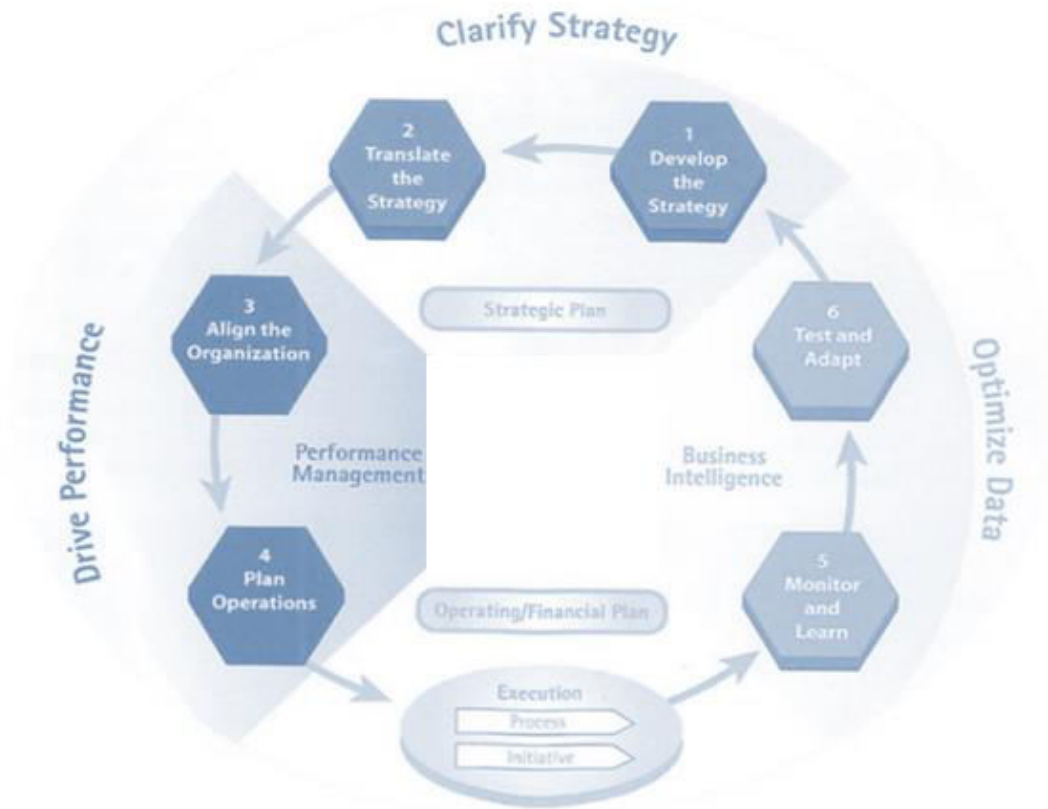 Clarify Strategy
2
Translate
the
Strategy
1
Develop
the
Strategy
3
Align the
Organization
Strategic Plan
6
Test and
Adapt
Drive Performance
Optimize Data
Performance
Management
Business
Intelligence
4
Plan
Operations
Operating/Financial Plan
5
Monitor
and
Learn
Execution
Process
Initiative